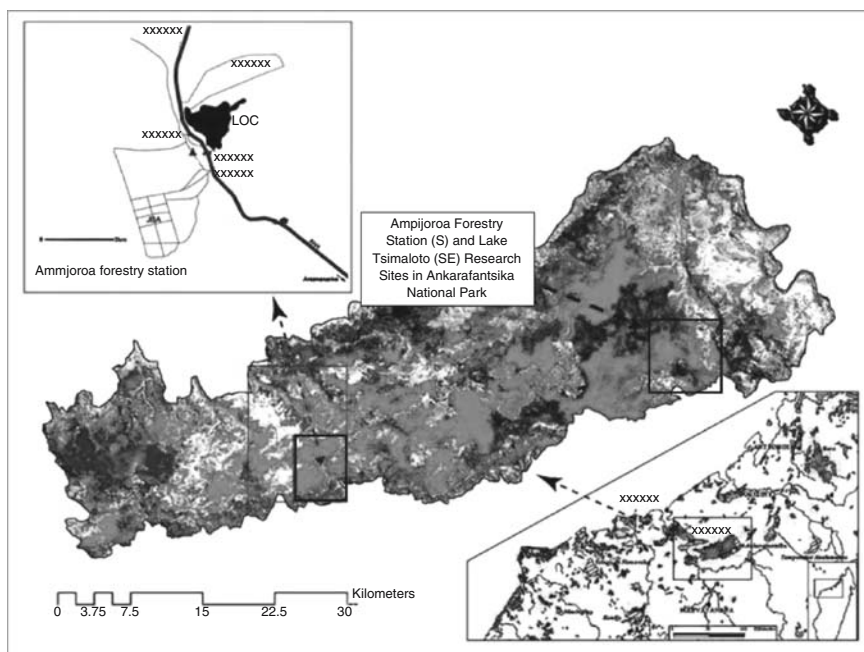 xxxxxx
xxxxxx
LOC
xxxxxx
xxxxxx
xxxxxx
JBA
Ammjoroa forestry station
Ampijoroa Forestry
Station (S) and Lake
Tsimaloto (SE) Research
Sites in Ankarafantsika
National Park
xxxxxx
xxxxxx
Kilometers
0 3.75 7.5 15 22.5 30